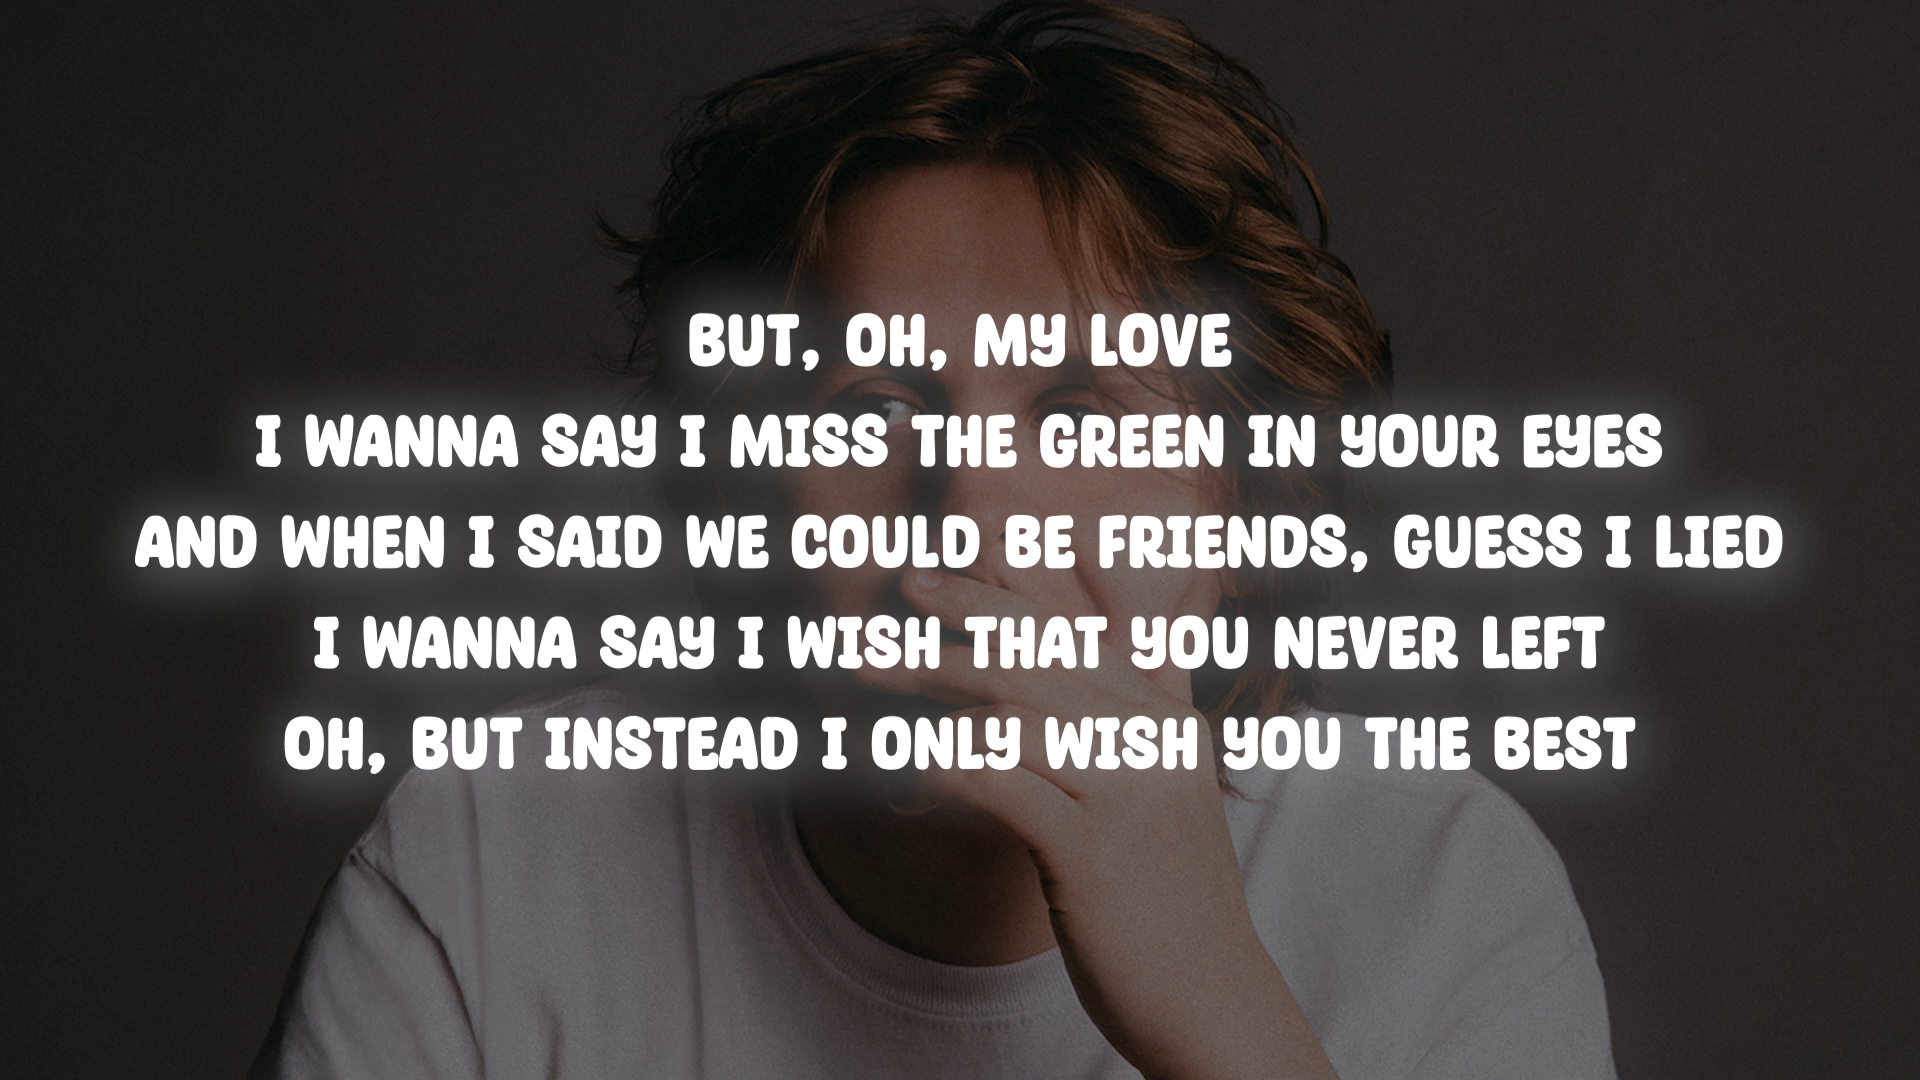 BUT, OH, MY LOVE
I WANNA SAY I MISS THE GREEN IN YOUR EYES
AND WHEN I SAID WE COULD BE FRIENDS, GUESS I LIED
I WANNA SAY I WISH THAT YOU NEVER LEFT
OH, BUT INSTEAD I ONLY WISH YOU THE BEST